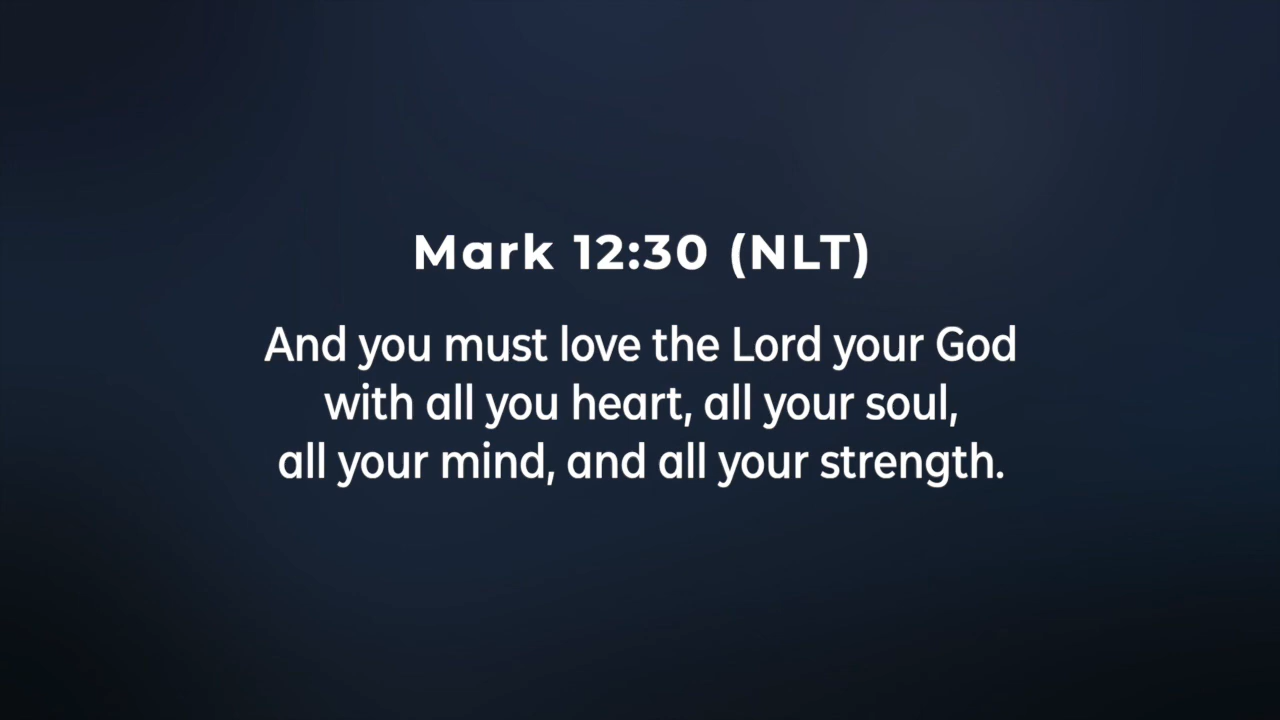 Mark 12:30 (NLT)
And you must love the Lord your God
with all you heart, all your soul,
all your mind, and all your strength.